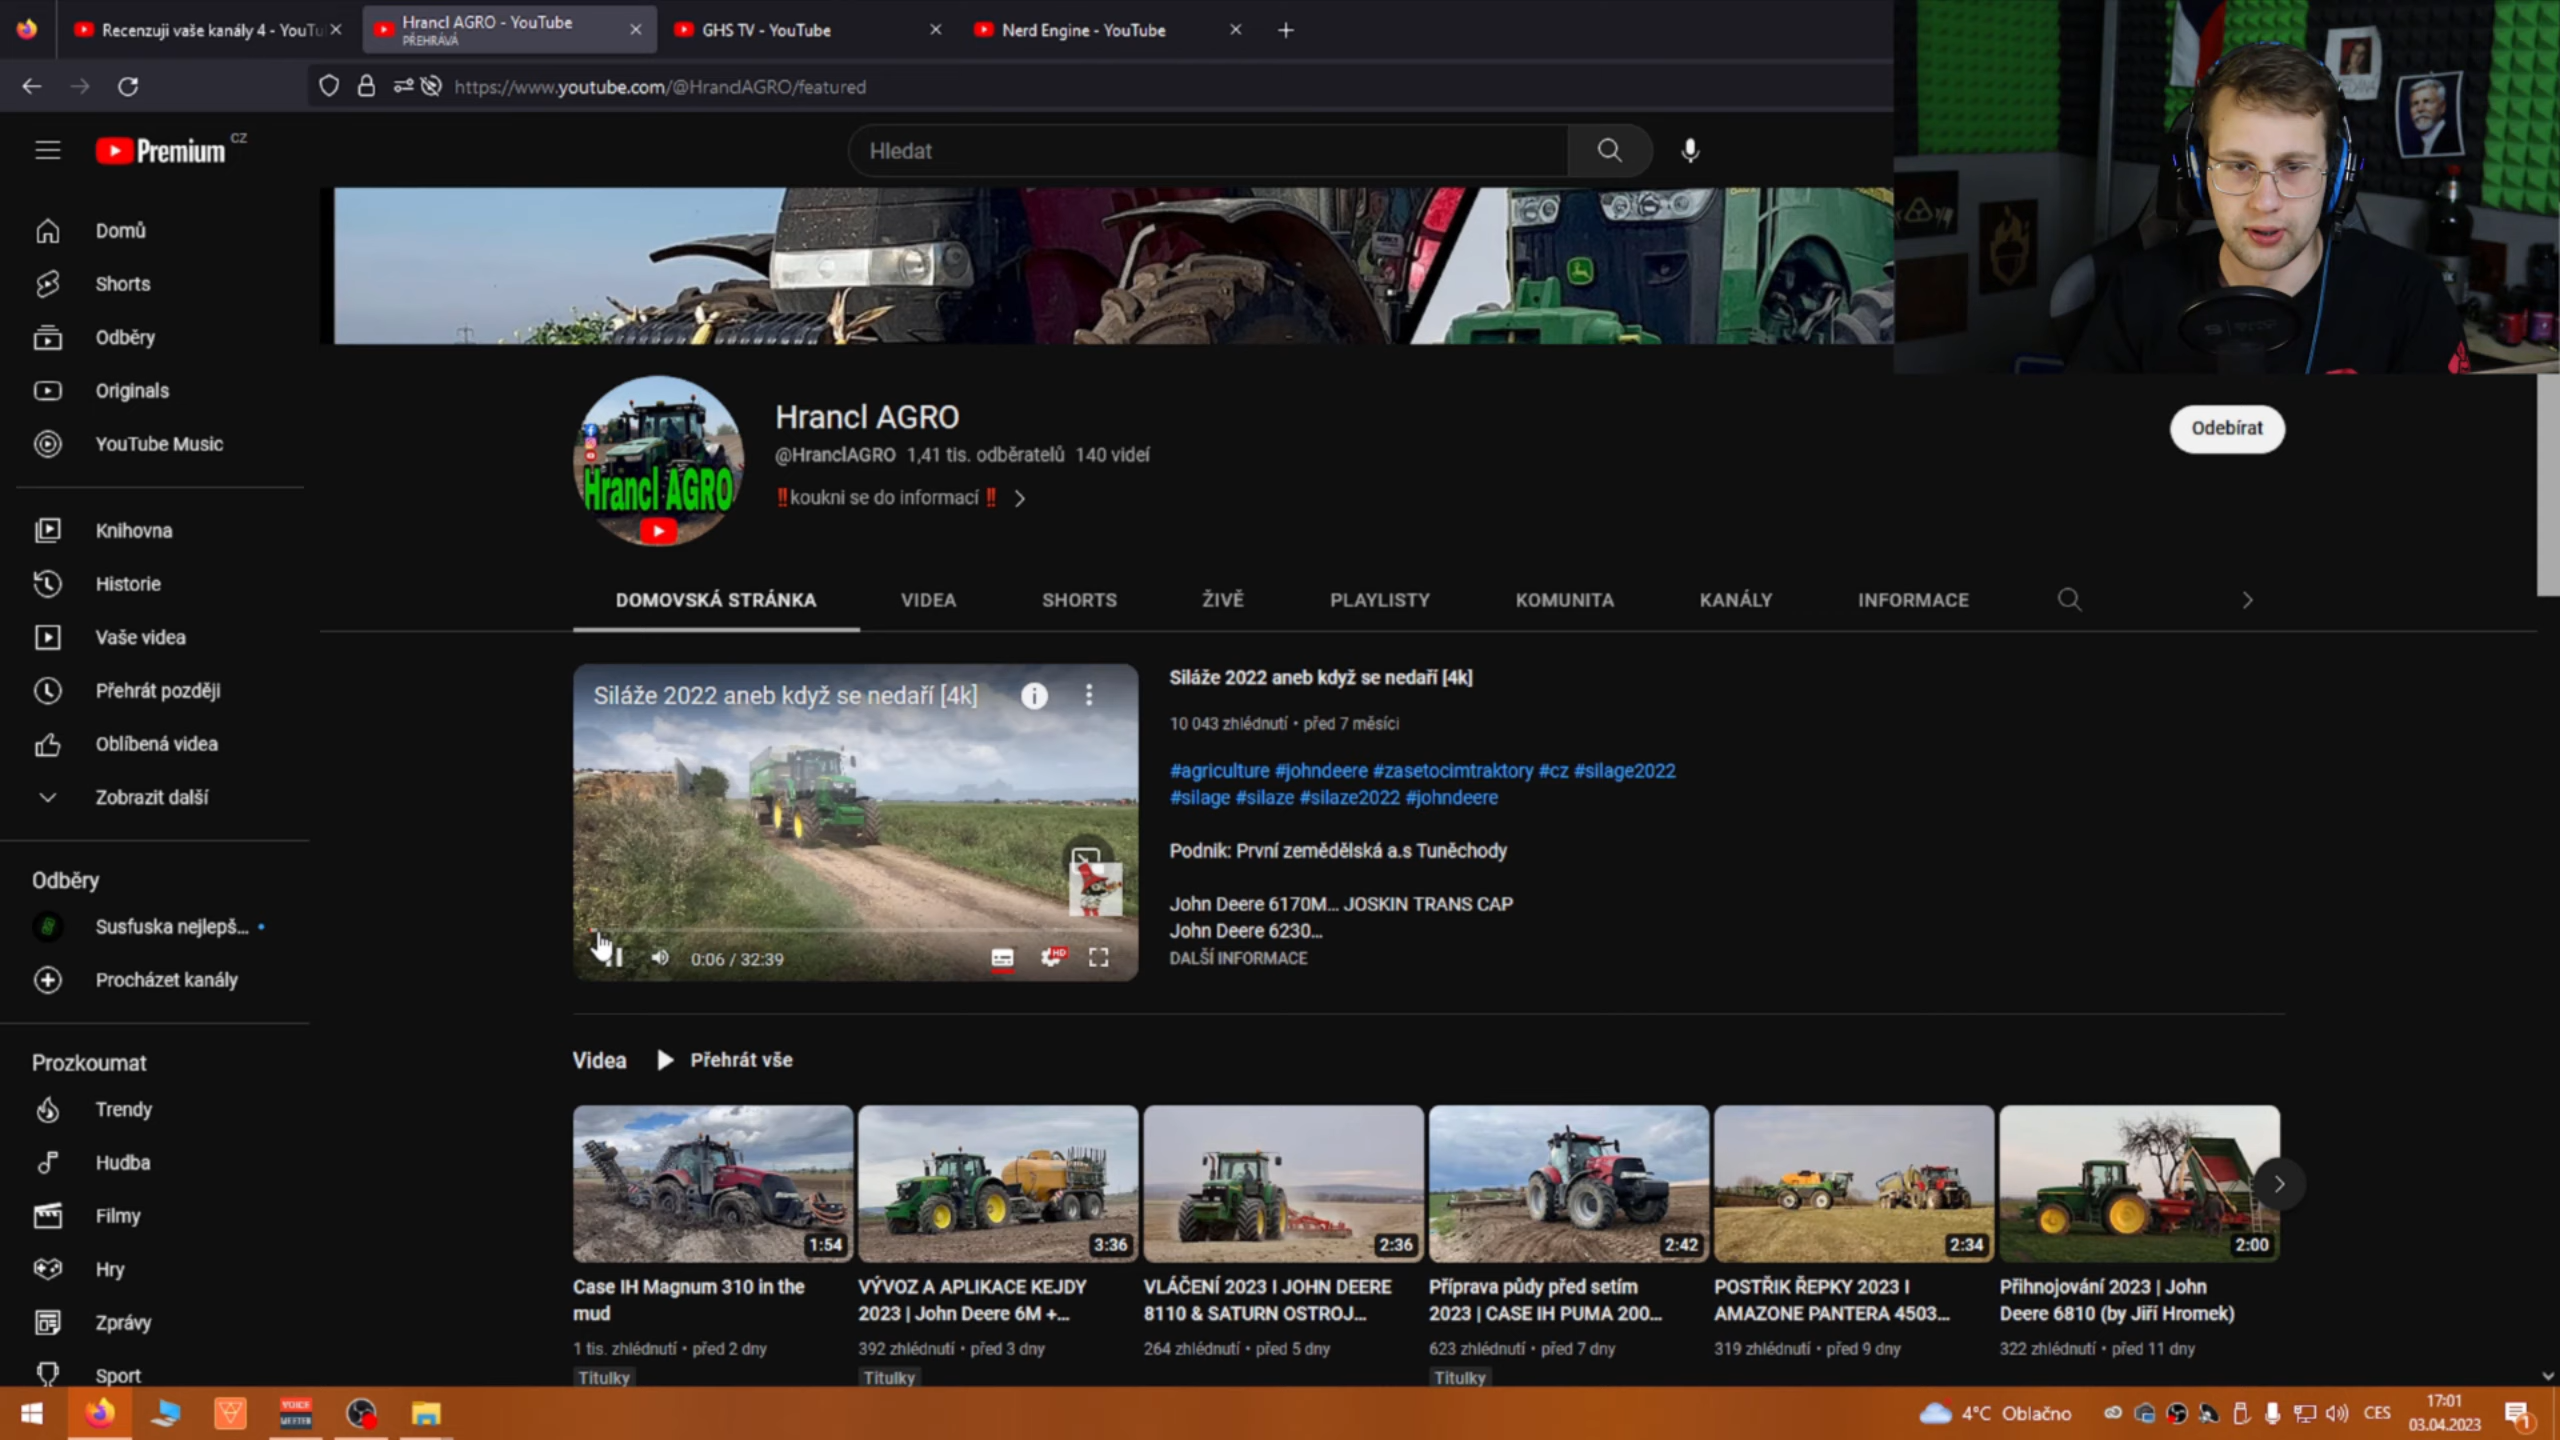 Recenzuji vaše kanály 4 - YouTu
Hrancl AGRO - YouTube
PŘEHRÁVÁ
GHS TV - YouTube
Nerd Engine - YouTube
https://www.youtube.com/@HranclAGRO/featured
Premium CZ
Hledat
Domů
Shorts
Odběry
Originals
YouTube Music
Knihovna
Historie
Vaše videa
Přehrát později
Oblíbená videa
Zobrazit další
Odběry
Susfuska nejlepš...
Procházet kanály
Prozkoumat
Trendy
Hudba
Filmy
Hry
Zprávy
Sport
Hrancl AGRO
Hrancl AGRO
@HranclAGRO 1,41 tis. odběratelů 140 videí
‼koukni se do informací ‼
Odebírat
DOMOVSKÁ STRÁNKA VIDEA SHORTS ŽIVĚ PLAYLISTY KOMUNITA KANÁLY INFORMACE
Siláže 2022 aneb když se nedaří [4k]
0:06 / 32:39
HD
Siláže 2022 aneb když se nedaří [4k]
10 043 zhlédnutí • před 7 měsíci
#agriculture #johndeere #zasetocimtraktory #cz #silage2022
#silage #silaze #silaze2022 #johndeere
Podnik: První zemědělská a.s Tuněchody
John Deere 6170M... JOSKIN TRANS CAP
John Deere 6230...
DALŠÍ INFORMACE
Videa Přehrát vše
1:54
3:36
2:36
2:42
2:34
2:00
Case IH Magnum 310 in the
mud
1 tis. zhlédnutí • před 2 dny
Titulky
VÝVOZ A APLIKACE KEJDY
2023 | John Deere 6M +...
392 zhlédnutí • před 3 dny
Titulky
VLÁČENÍ 2023 I JOHN DEERE
8110 & SATURN OSTROJ...
264 zhlédnutí • před 5 dny
Příprava půdy před setím
2023 | CASE IH PUMA 200...
623 zhlédnutí • před 7 dny
Titulky
POSTŘIK ŘEPKY 2023 I
AMAZONE PANTERA 4503...
319 zhlédnutí • před 9 dny
Přihnojování 2023 | John
Deere 6810 (by Jiří Hromek)
322 zhlédnutí • před 11 dny
VOICE
MEETER
4°C Oblačno
CES
17:01
03.04.2023
1